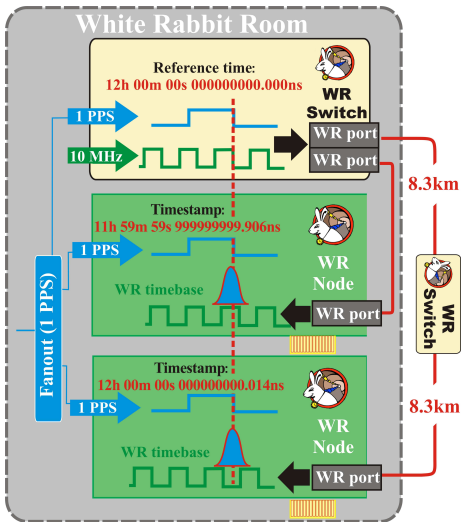 White Rabbit Room
Reference time:
12h 00m 00s 000000000.000ns
WR
Switch
1 PPS
WR port
10 MHz
WR port
8.3km
Timestamp:
11h 59m 59s 999999999.906ns
1 PPS
WR
Node
WR timebase
WR port
WR
Switch
Fanout (1 PPS)
Timestamp:
12h 00m 00s 000000000.014ns
1 PPS
8.3km
WR
Node
WR timebase
WR port